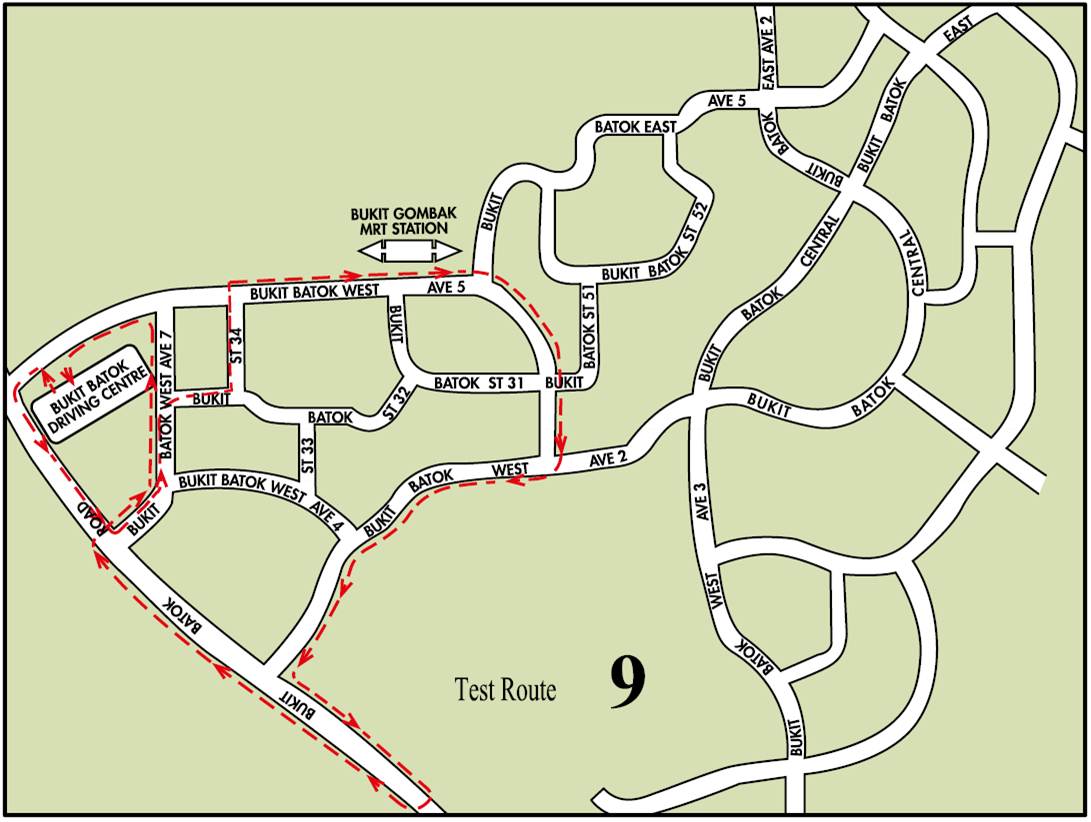 EAST AVE 2
EAST
AVE 5
BATOK EAST
BATOK
BUKIT
BUKIT BATOK
BUKIT
BATOK ST 52
BUKIT
BUKIT GOMBAK
MRT STATION
CENTRAL
CENTRAL
BUKIT BATOK WEST
AVE 5
BATOK
BATOK ST 51
BUKIT
ST 34
BATOK WEST AVE 7
BUKIT BATOK
DRIVING CENTRE
BUKIT
BATOK ST 31
BUKIT
BUKIT
BUKIT
BATOK
ST 32
BUKIT
BATOK
ST 33
BATOK
WEST
AVE 2
BUKIT BATOK WEST
AVE 4
BUKIT
AVE 3
ROAD
BUKIT
WEST
BATOK
BATOK
BUKIT
BUKIT
Test Route 9